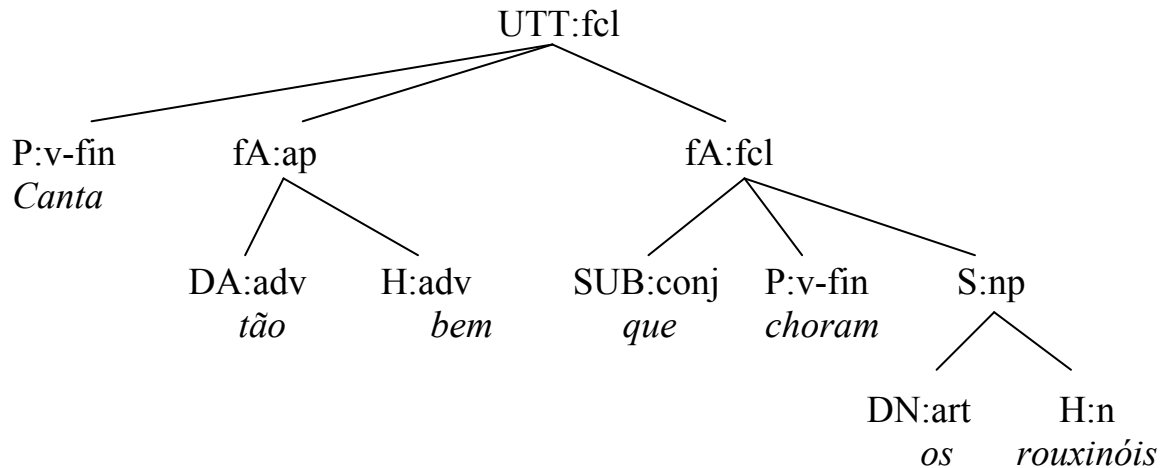 UTT:fcl
P:v-fin fA:ap fA:fcl
Canta
DA:adv H:adv SUB:conj P:v-fin S:np
tão bem que choram
DN:art H:n
os rouxinóis